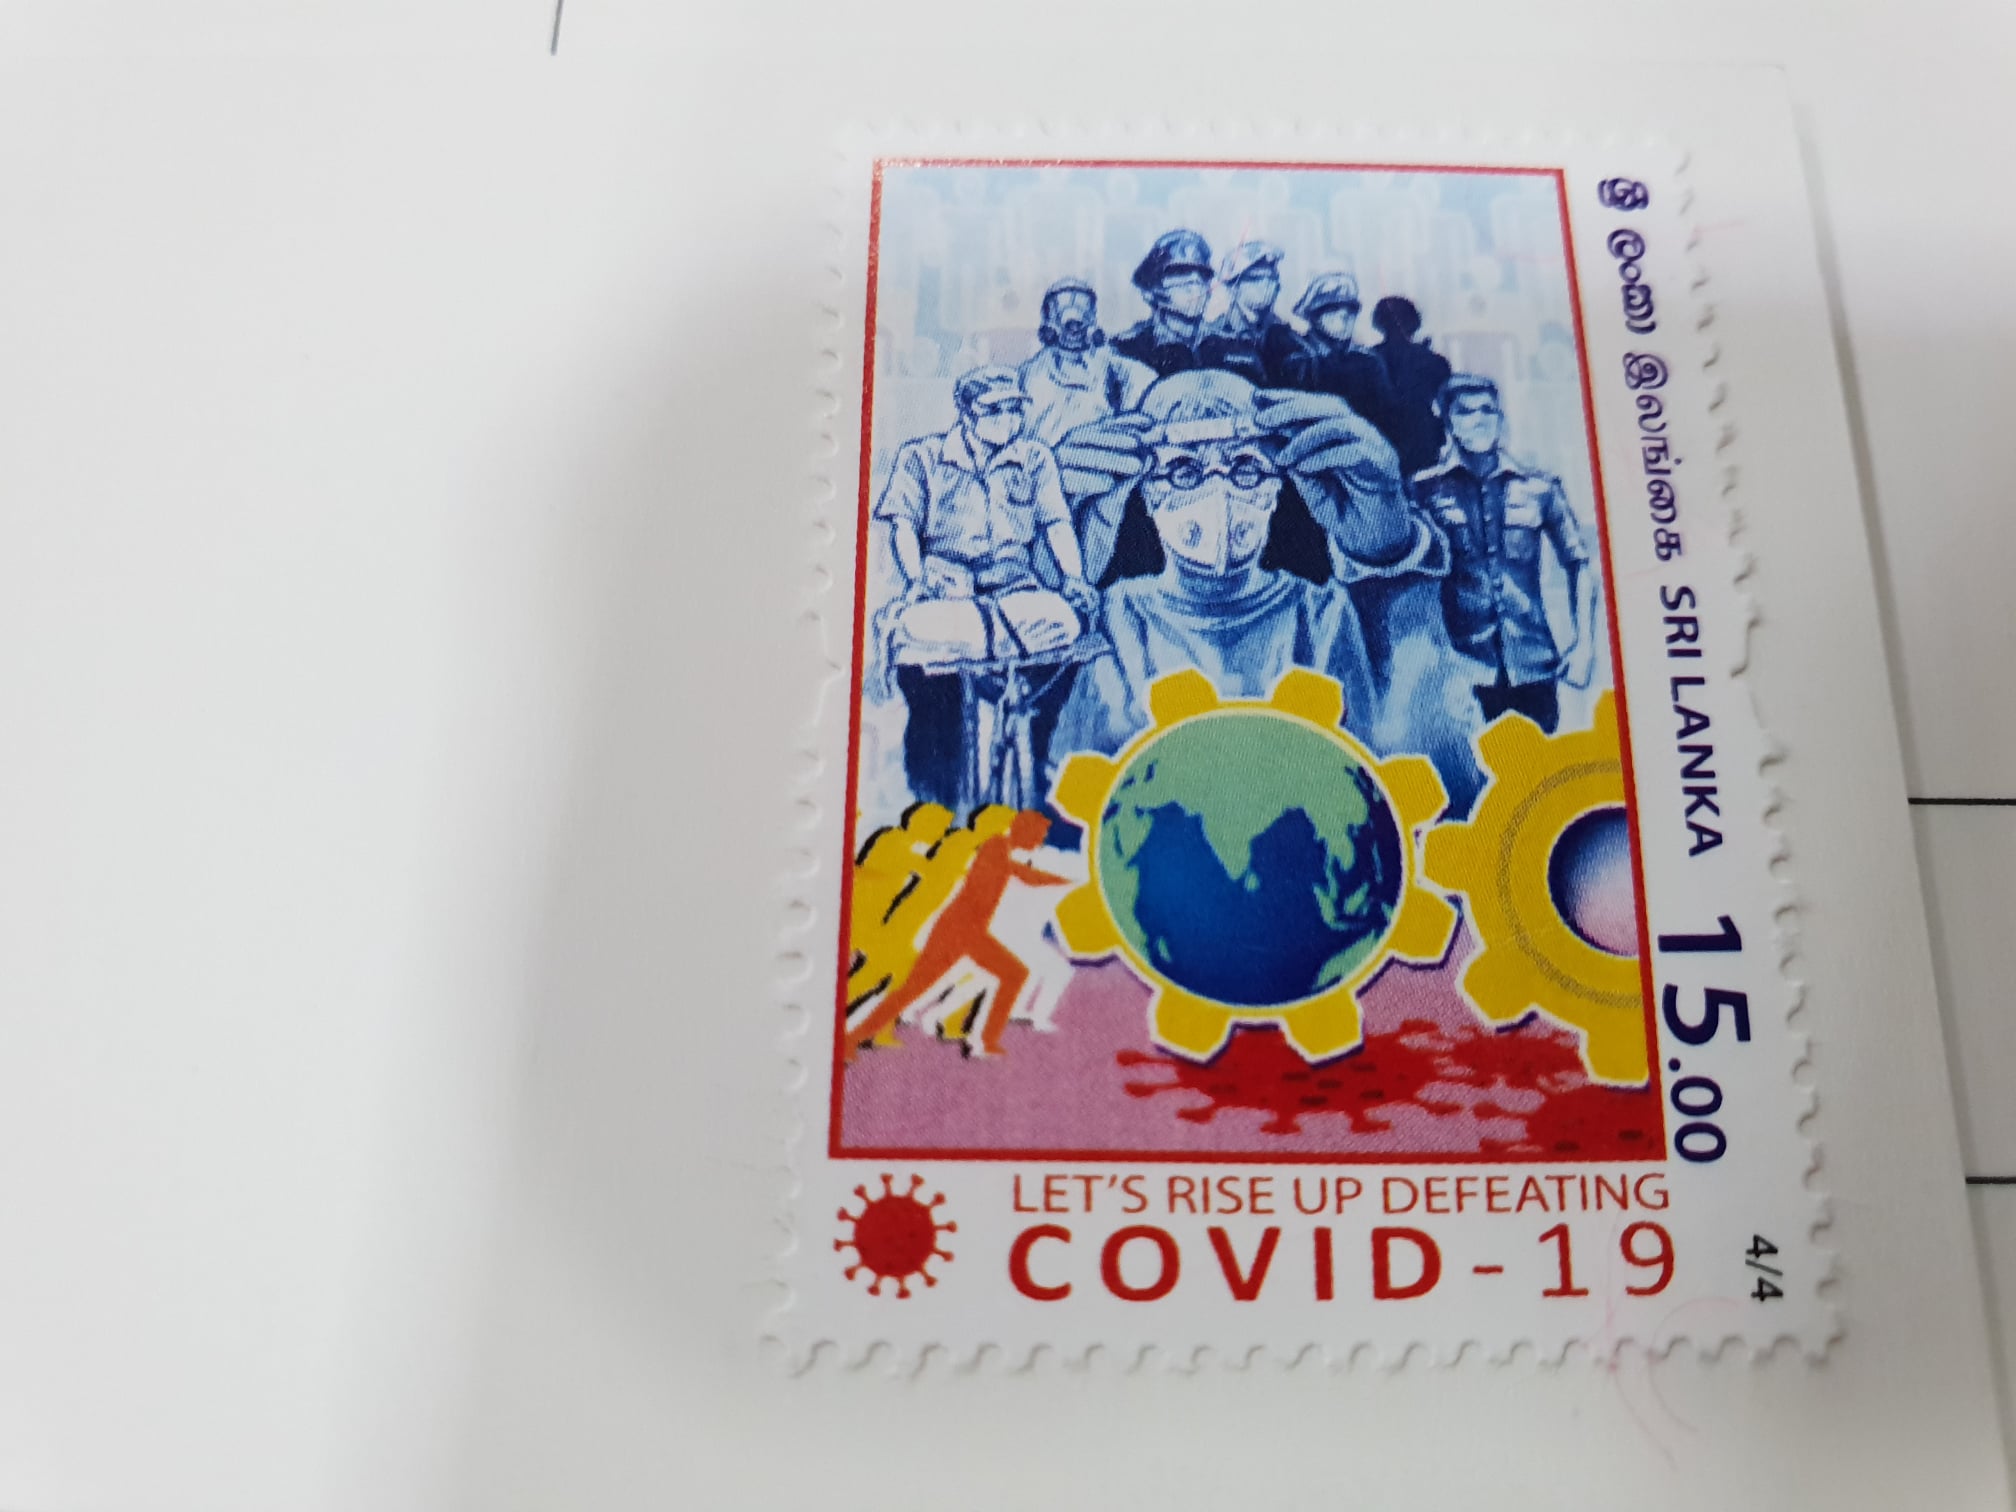 ශ්‍රී ලංකා இலங்கை SRI LANKA 15.00
LET'S RISE UP DEFEATING
COVID-19
4/4